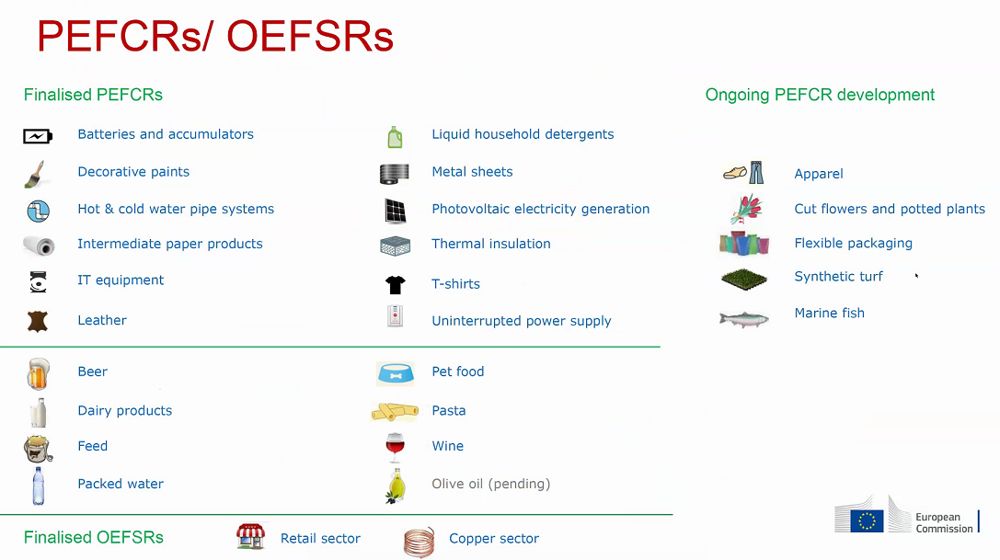 PEFCRs/ OEFSRs
Finalised PEFCRs
Batteries and accumulators
Decorative paints
Hot & cold water pipe systems
Intermediate paper products
IT equipment
Leather
Liquid household detergents
Metal sheets
Photovoltaic electricity generation
Thermal insulation
T-shirts
Uninterrupted power supply
Beer
Dairy products
Feed
Packed water
Pet food
Pasta
Wine
Olive oil (pending)
Finalised OEFSRs
Retail sector
Copper sector
Ongoing PEFCR development
Apparel
Cut flowers and potted plants
Flexible packaging
Synthetic turf
Marine fish
European
Commission